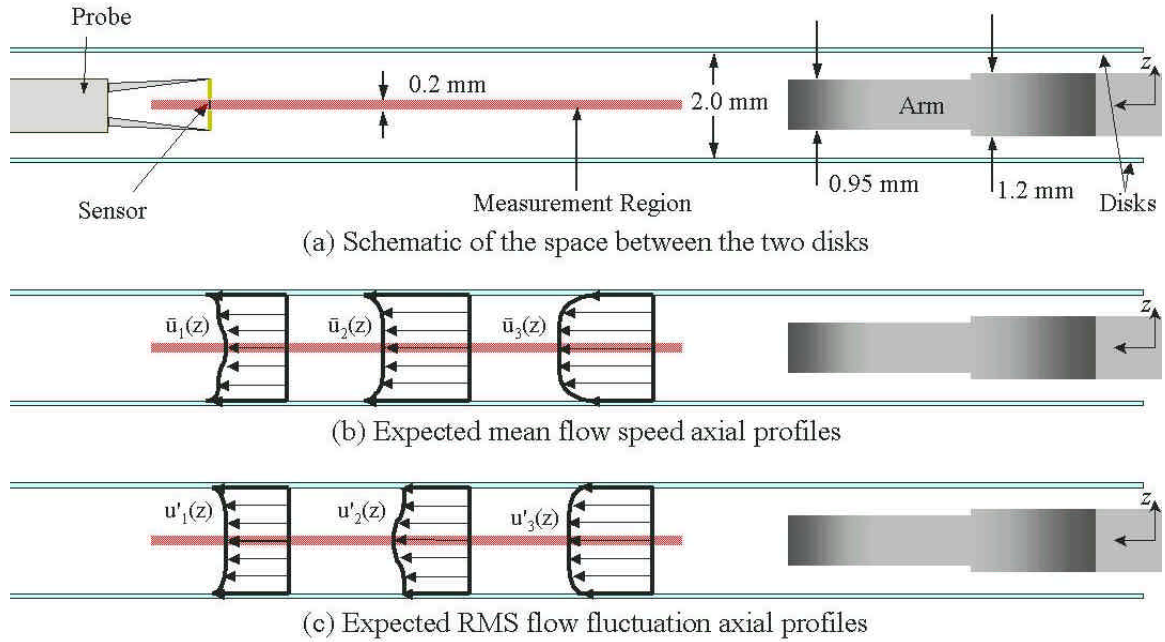 Probe
0.2 mm
2.0 mm
Arm
z
0.95 mm
1.2 mm
Sensor
Measurement Region
Disks
(a) Schematic of the space between the two disks
ū₁(z)
ū₂(z)
ū₃(z)
z
(b) Expected mean flow speed axial profiles
u'₁(z)
u'₂(z)
u'₃(z)
z
(c) Expected RMS flow fluctuation axial profiles